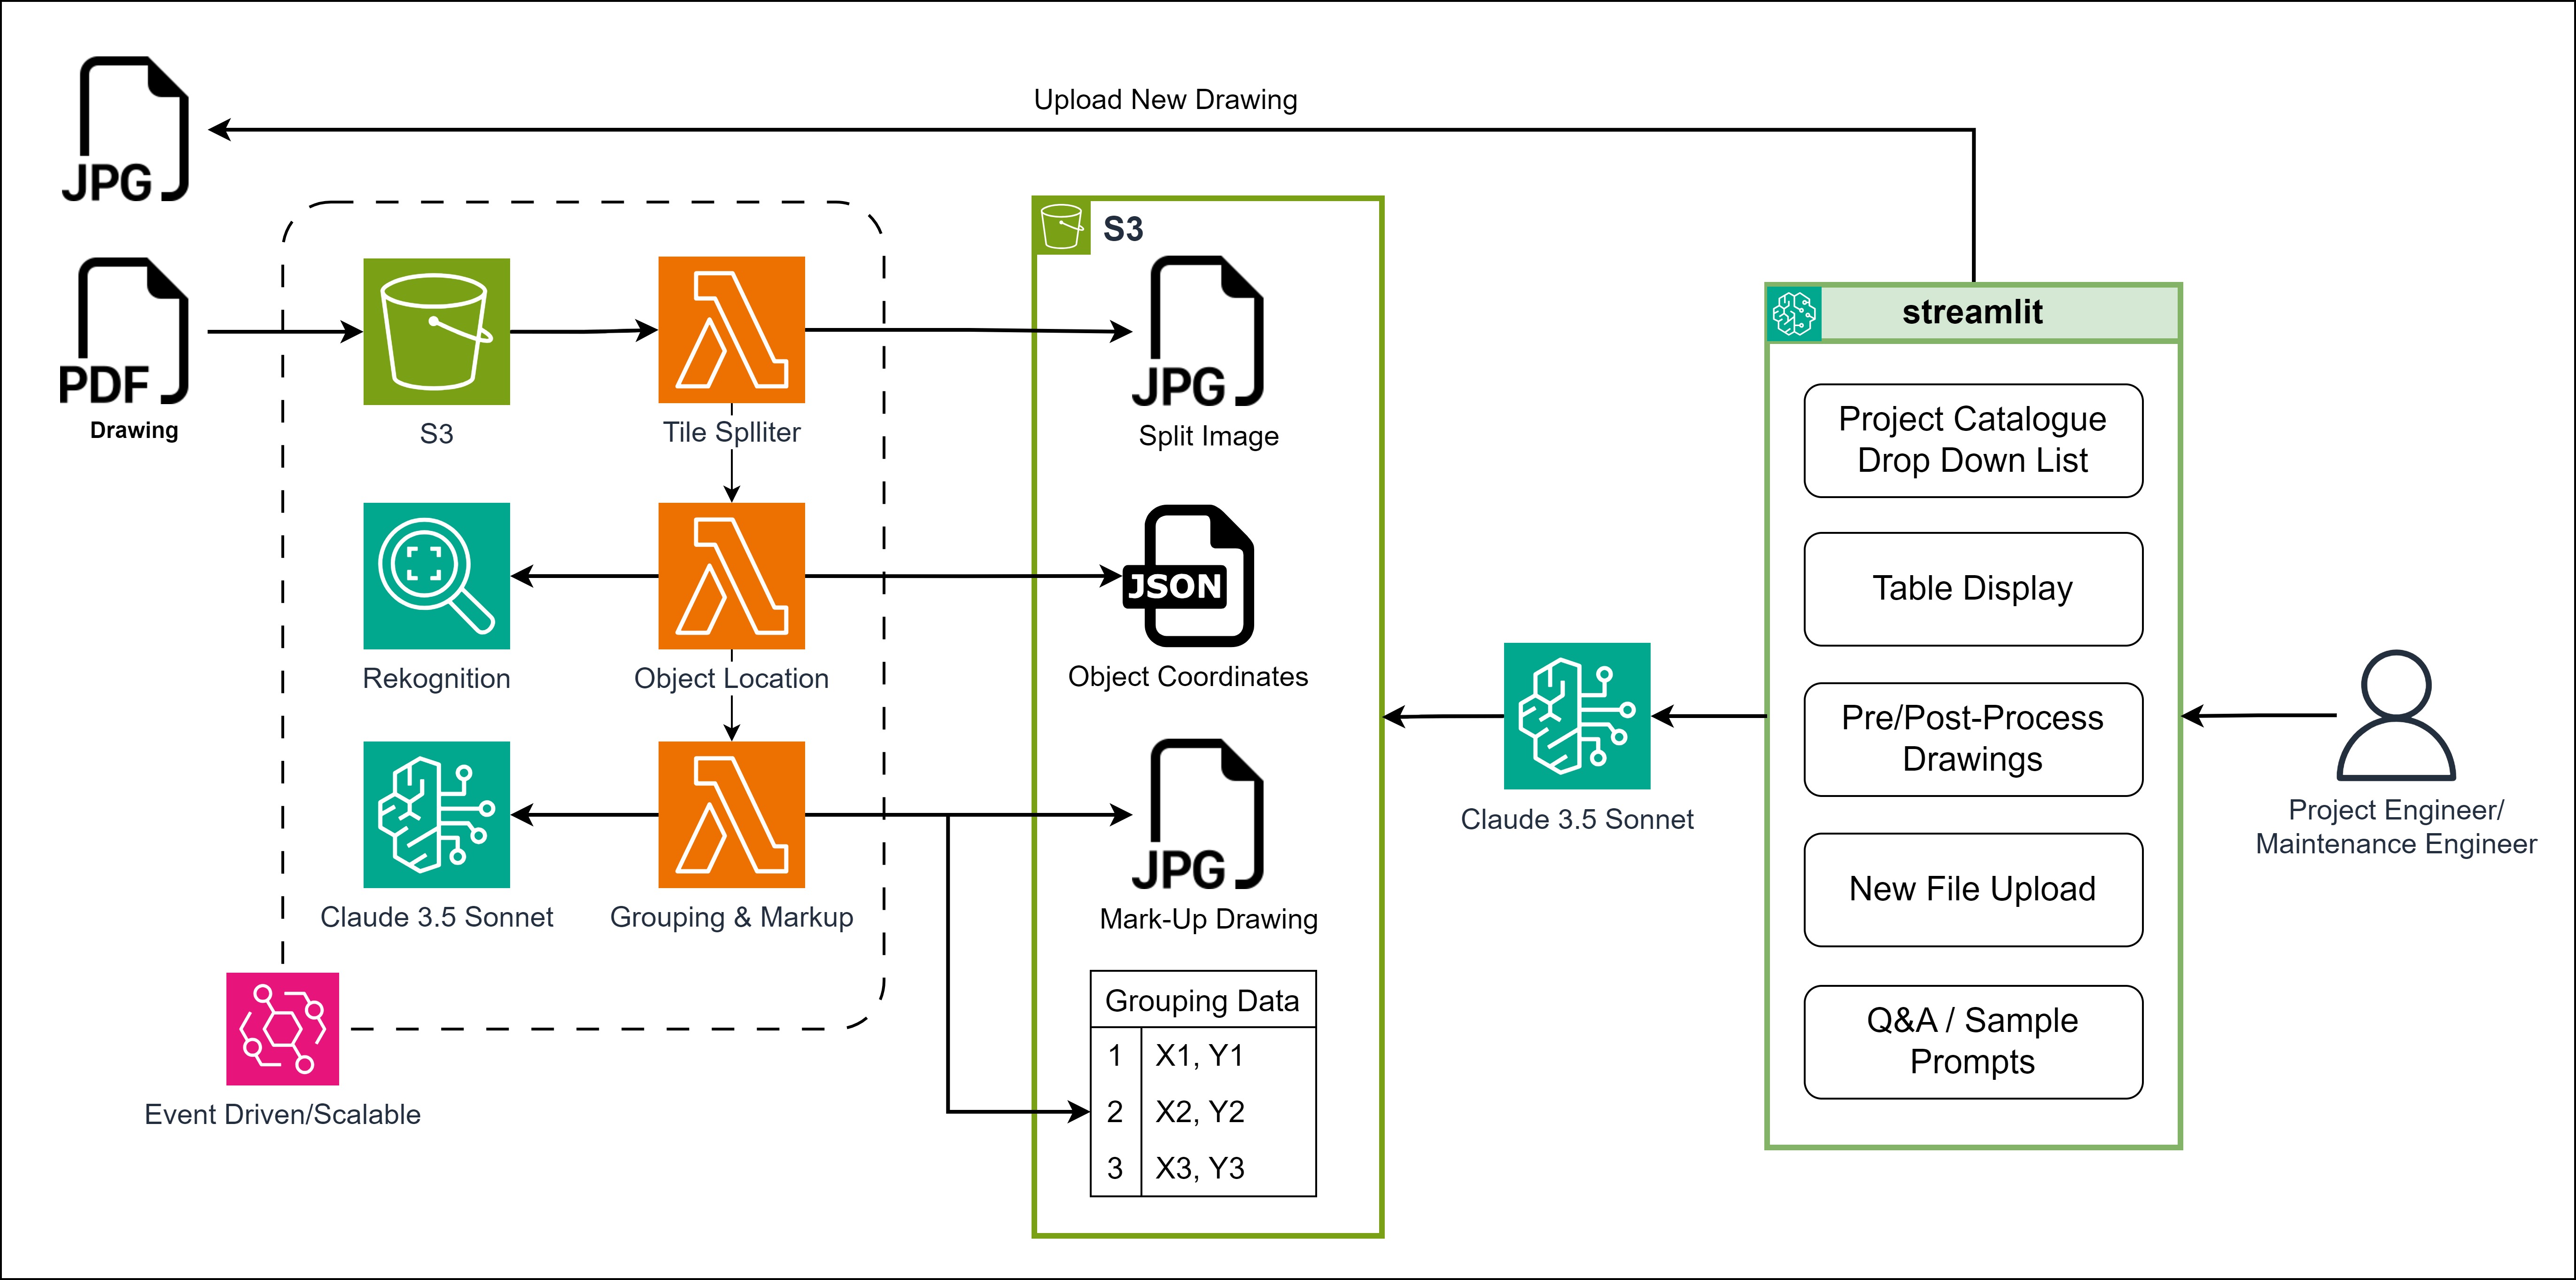 Upload New Drawing
JPG
PDF
Drawing
S3
Tile Splliter
Rekognition
Object Location
Claude 3.5 Sonnet
Grouping & Markup
Event Driven/Scalable
S3
JPG
Split Image
JSON
Object Coordinates
JPG
Mark-Up Drawing
Grouping Data
1 X1, Y1
2 X2, Y2
3 X3, Y3
Claude 3.5 Sonnet
streamlit
Project Catalogue
Drop Down List
Table Display
Pre/Post-Process
Drawings
New File Upload
Q&A / Sample
Prompts
Project Engineer/
Maintenance Engineer